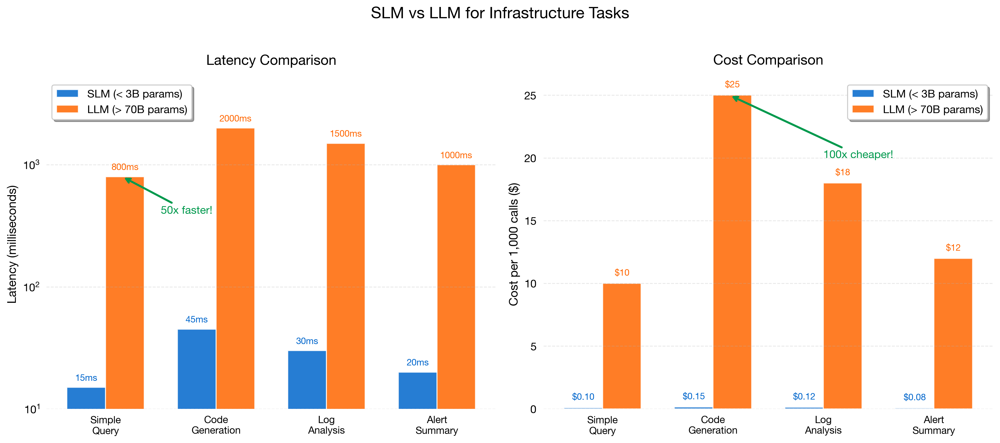 SLM vs LLM for Infrastructure Tasks
Latency Comparison
SLM (< 3B params)
LLM (> 70B params)
Latency (milliseconds)
10³
10²
10¹
800ms
2000ms
1500ms
1000ms
50x faster!
15ms
45ms
30ms
20ms
Simple
Query
Code
Generation
Log
Analysis
Alert
Summary
Cost Comparison
SLM (< 3B params)
LLM (> 70B params)
Cost per 1,000 calls ($)
25
20
15
10
5
0
$10
$25
$18
$12
100x cheaper!
$0.10
$0.15
$0.12
$0.08
Simple
Query
Code
Generation
Log
Analysis
Alert
Summary